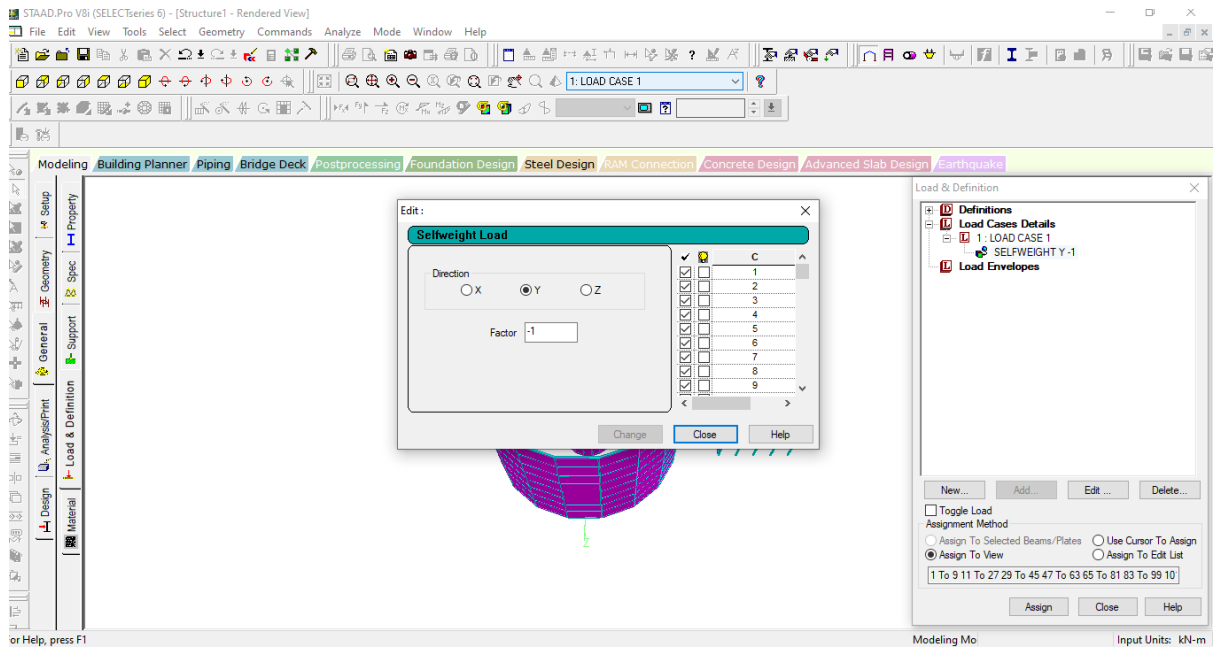 STAAD.Pro V8i (SELECTseries 6) - [Structure1 - Rendered View]
File Edit View Tools Select Geometry Commands Analyze Mode Window Help
1: LOAD CASE 1
Modeling Building Planner Piping Bridge Deck Postprocessing Foundation Design Steel Design RAM Connection Concrete Design Advanced Slab Design Earthquake
Setup
Geometry
General
Analysis/Print
Design
Property
Spec
Support
Load & Definition
Material
Edit :
Selfweight Load
Direction
X Y Z
Factor -1
C
1
2
3
4
5
6
7
8
9
Change Close Help
Z
Load & Definition
Definitions
Load Cases Details
1 : LOAD CASE 1
SELFWEIGHT Y -1
Load Envelopes
New... Add... Edit ... Delete...
Toggle Load
Assignment Method
Assign To Selected Beams/Plates Use Cursor To Assign
Assign To View Assign To Edit List
1 To 9 11 To 27 29 To 45 47 To 63 65 To 81 83 To 99 10
Assign Close Help
or Help, press F1 Modeling Mo Input Units: kN-m